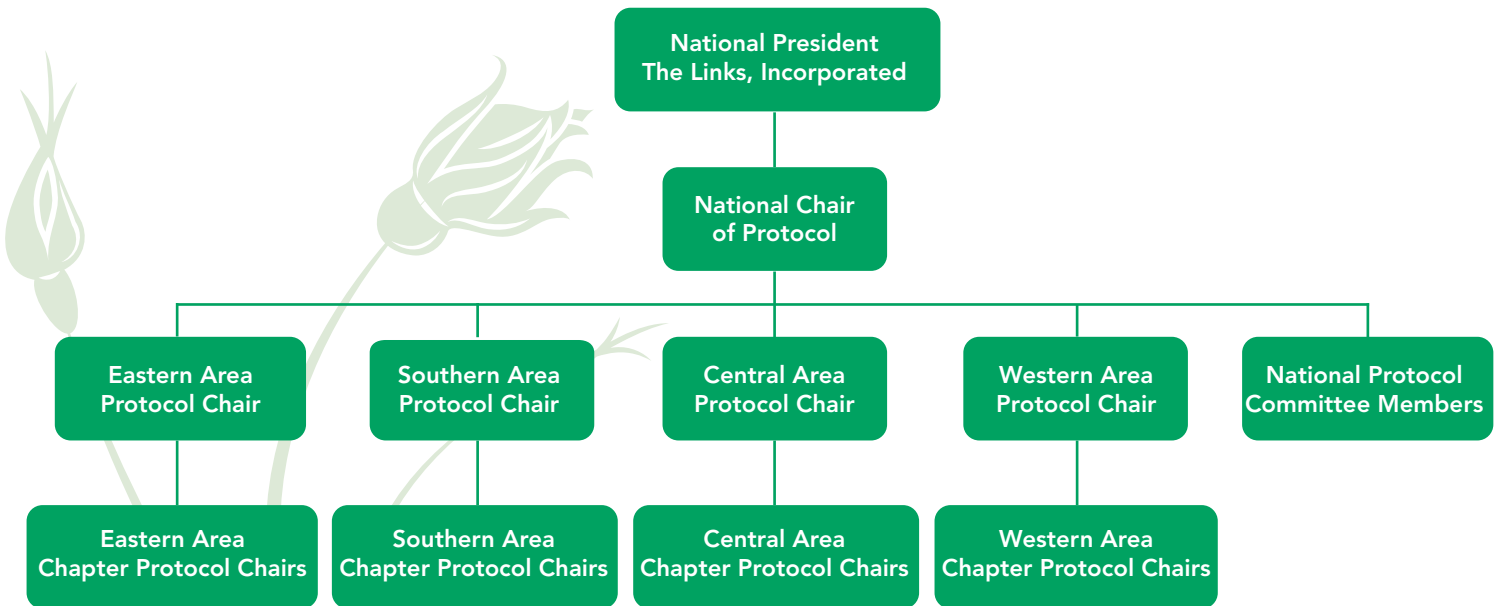 National President
The Links, Incorporated
National Chair
of Protocol
Eastern Area
Protocol Chair
Southern Area
Protocol Chair
Central Area
Protocol Chair
Western Area
Protocol Chair
National Protocol
Committee Members
Eastern Area
Chapter Protocol Chairs
Southern Area
Chapter Protocol Chairs
Central Area
Chapter Protocol Chairs
Western Area
Chapter Protocol Chairs